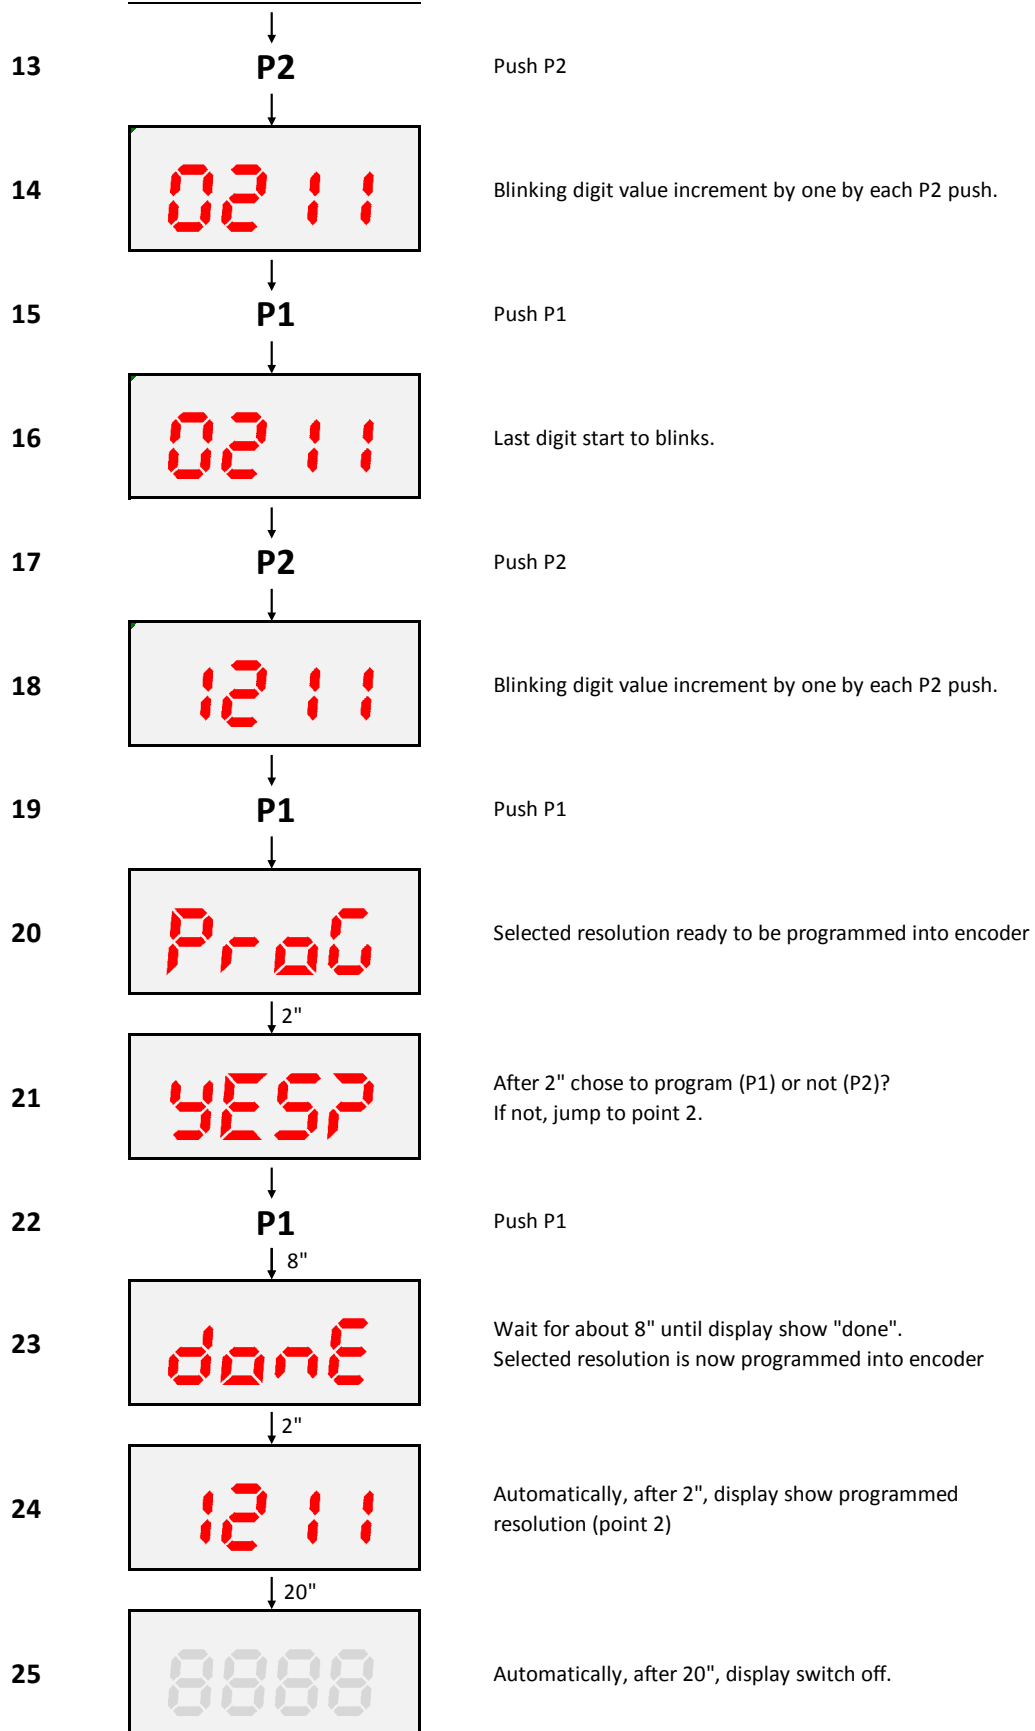 13 P2 Push P2
14 0211 Blinking digit value increment by one by each P2 push.
15 P1 Push P1
16 0211 Last digit start to blinks.
17 P2 Push P2
18 1211 Blinking digit value increment by one by each P2 push.
19 P1 Push P1
20 ProG Selected resolution ready to be programmed into encoder
2"
21 yES? After 2" chose to program (P1) or not (P2)?
If not, jump to point 2.
22 P1 Push P1
8"
23 donE Wait for about 8" until display show "done".
Selected resolution is now programmed into encoder
2"
24 1211 Automatically, after 2", display show programmed
resolution (point 2)
20"
25 8888 Automatically, after 20", display switch off.